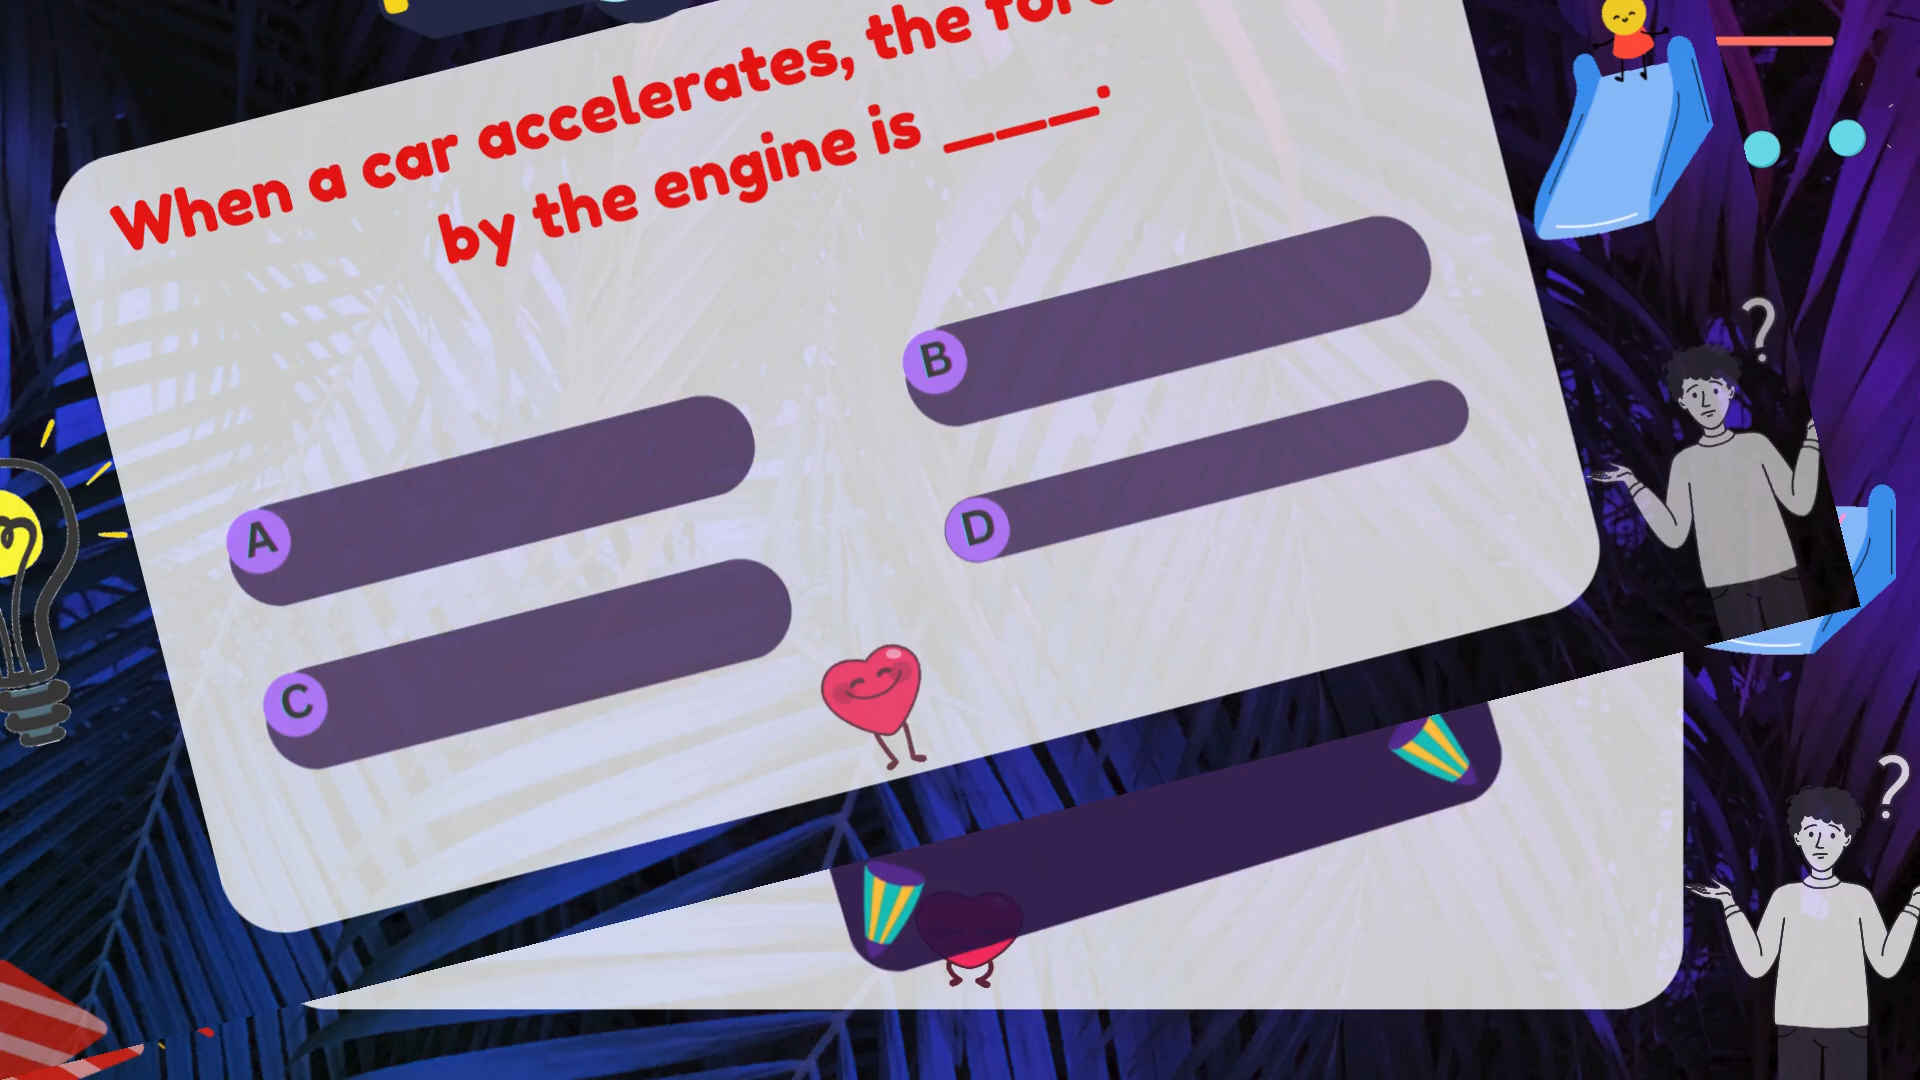 When a car accelerates, the
by the engine is ____.
B
A
D
C
?
?